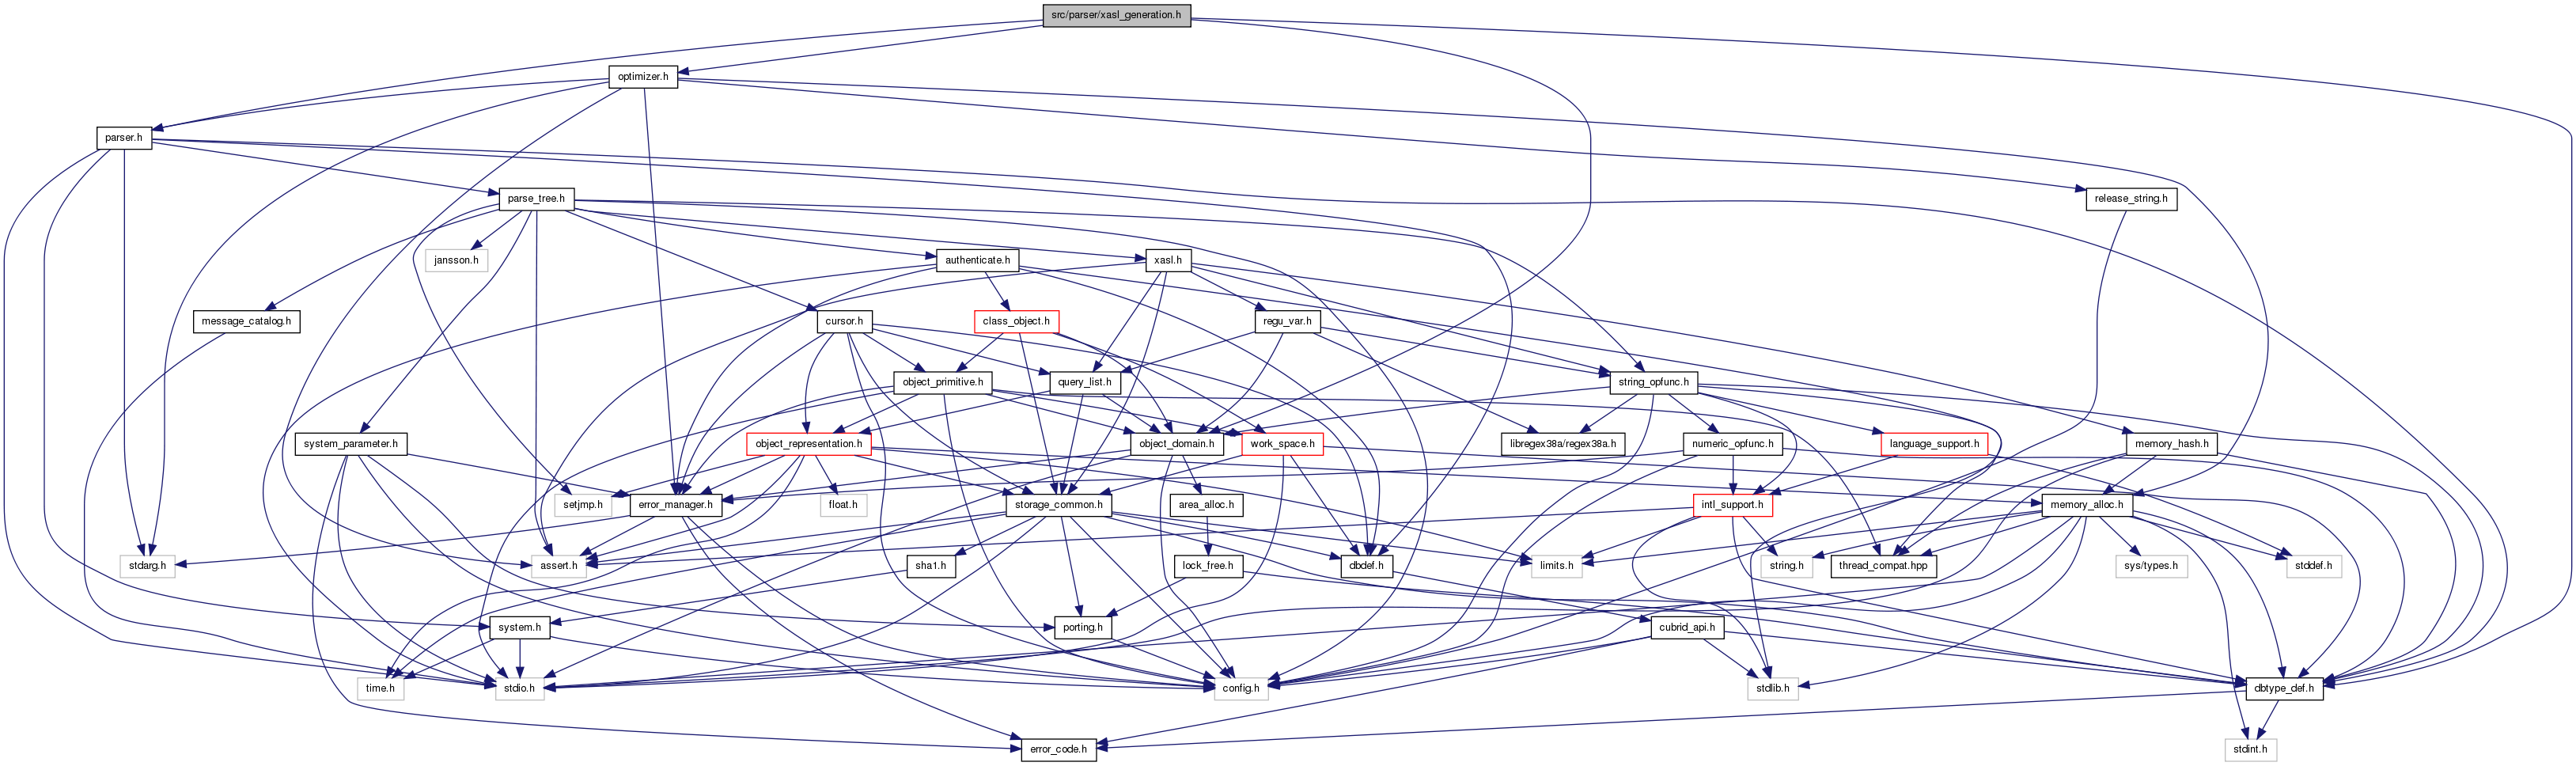 src/parser/xasl_generation.h
optimizer.h
parser.h
parse_tree.h
release_string.h
jansson.h
authenticate.h
xasl.h
message_catalog.h
cursor.h
class_object.h
regu_var.h
object_primitive.h
query_list.h
string_opfunc.h
system_parameter.h
object_representation.h
object_domain.h
work_space.h
libregex38a/regex38a.h
numeric_opfunc.h
language_support.h
memory_hash.h
setjmp.h
error_manager.h
float.h
storage_common.h
area_alloc.h
intl_support.h
memory_alloc.h
stdarg.h
assert.h
sha1.h
lock_free.h
dbdef.h
limits.h
string.h
thread_compat.hpp
sys/types.h
stddef.h
system.h
porting.h
cubrid_api.h
time.h
stdio.h
config.h
stdlib.h
dbtype_def.h
error_code.h
stdint.h